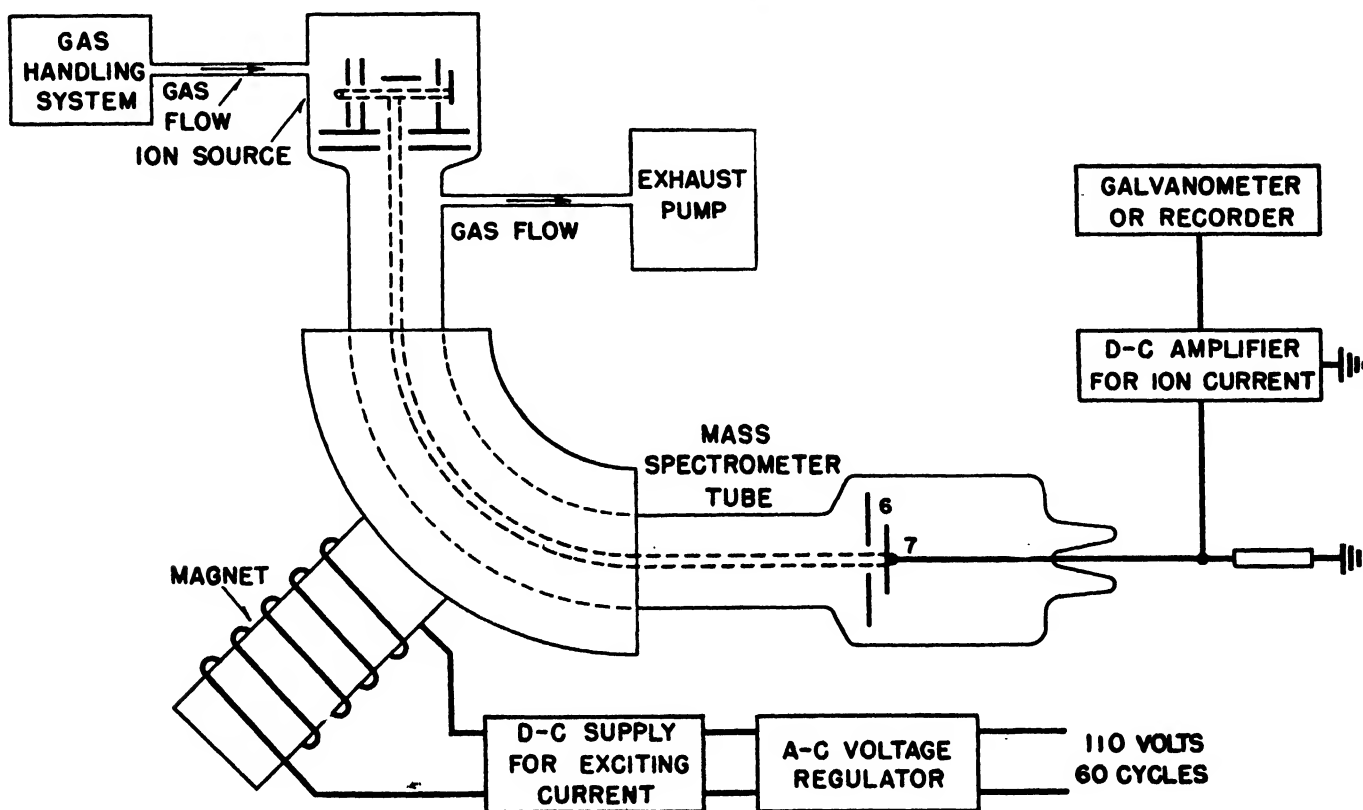 GAS
HANDLING
SYSTEM
GAS
FLOW
ION SOURCE
EXHAUST
PUMP
GAS FLOW
GALVANOMETER
OR RECORDER
D-C AMPLIFIER
FOR ION CURRENT
MASS
SPECTROMETER
TUBE
6
7
MAGNET
D-C SUPPLY
FOR EXCITING
CURRENT
A-C VOLTAGE
REGULATOR
110 VOLTS
60 CYCLES